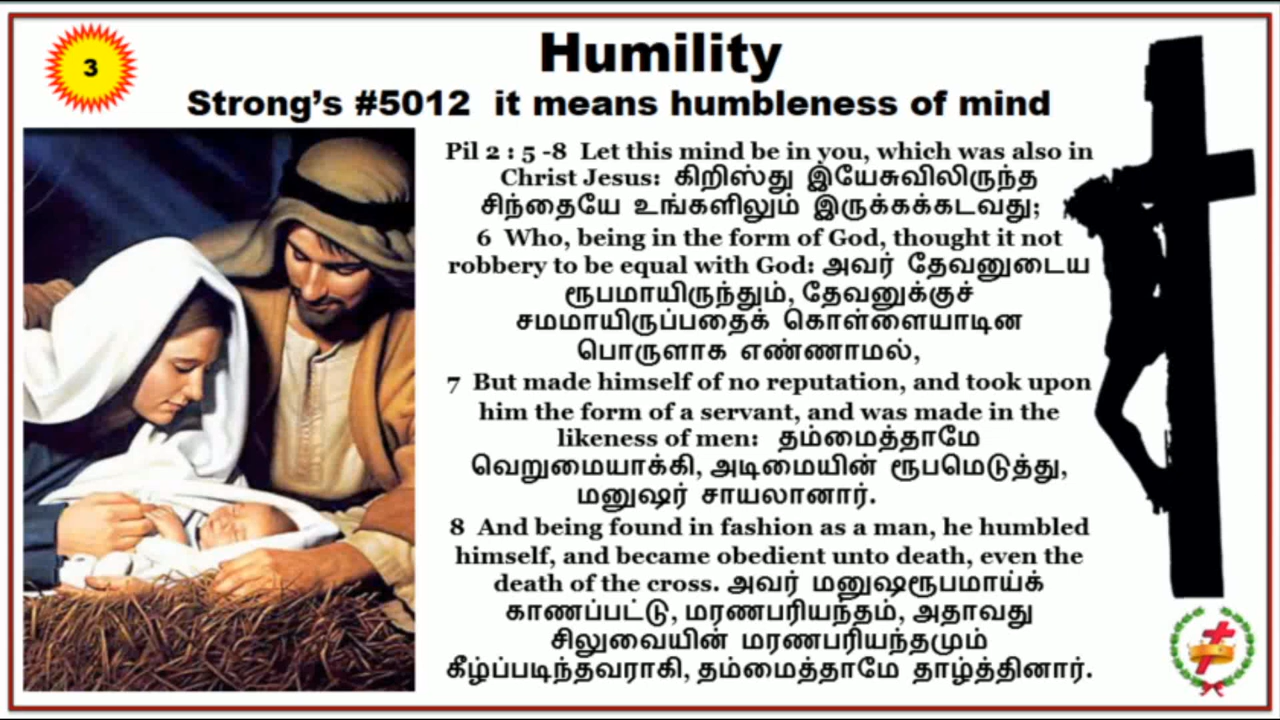 3
Humility
Strong's #5012 it means humbleness of mind
Pil 2 : 5 -8 Let this mind be in you, which was also in
Christ Jesus: கிறிஸ்து இயேசுவிலிருந்த
சிந்தையே உங்களிலும் இருக்கக்கடவது;
6 Who, being in the form of God, thought it not
robbery to be equal with God: அவர் தேவனுடைய
ரூபமாயிருந்தும், தேவனுக்குச்
சமமாயிருப்பதைக் கொள்ளையாடின
பொருளாக எண்ணாமல்,
7 But made himself of no reputation, and took upon
him the form of a servant, and was made in the
likeness of men: தம்மைத்தாமே
வெறுமையாக்கி, அடிமையின் ரூபமெடுத்து,
மனுஷர் சாயலானார்.
8 And being found in fashion as a man, he humbled
himself, and became obedient unto death, even the
death of the cross. அவர் மனுஷரூபமாய்க்
காணப்பட்டு, மரணபரியந்தம், அதாவது
சிலுவையின் மரணபரியந்தமும்
கீழ்ப்படிந்தவராகி, தம்மைத்தாமே தாழ்த்தினார்.